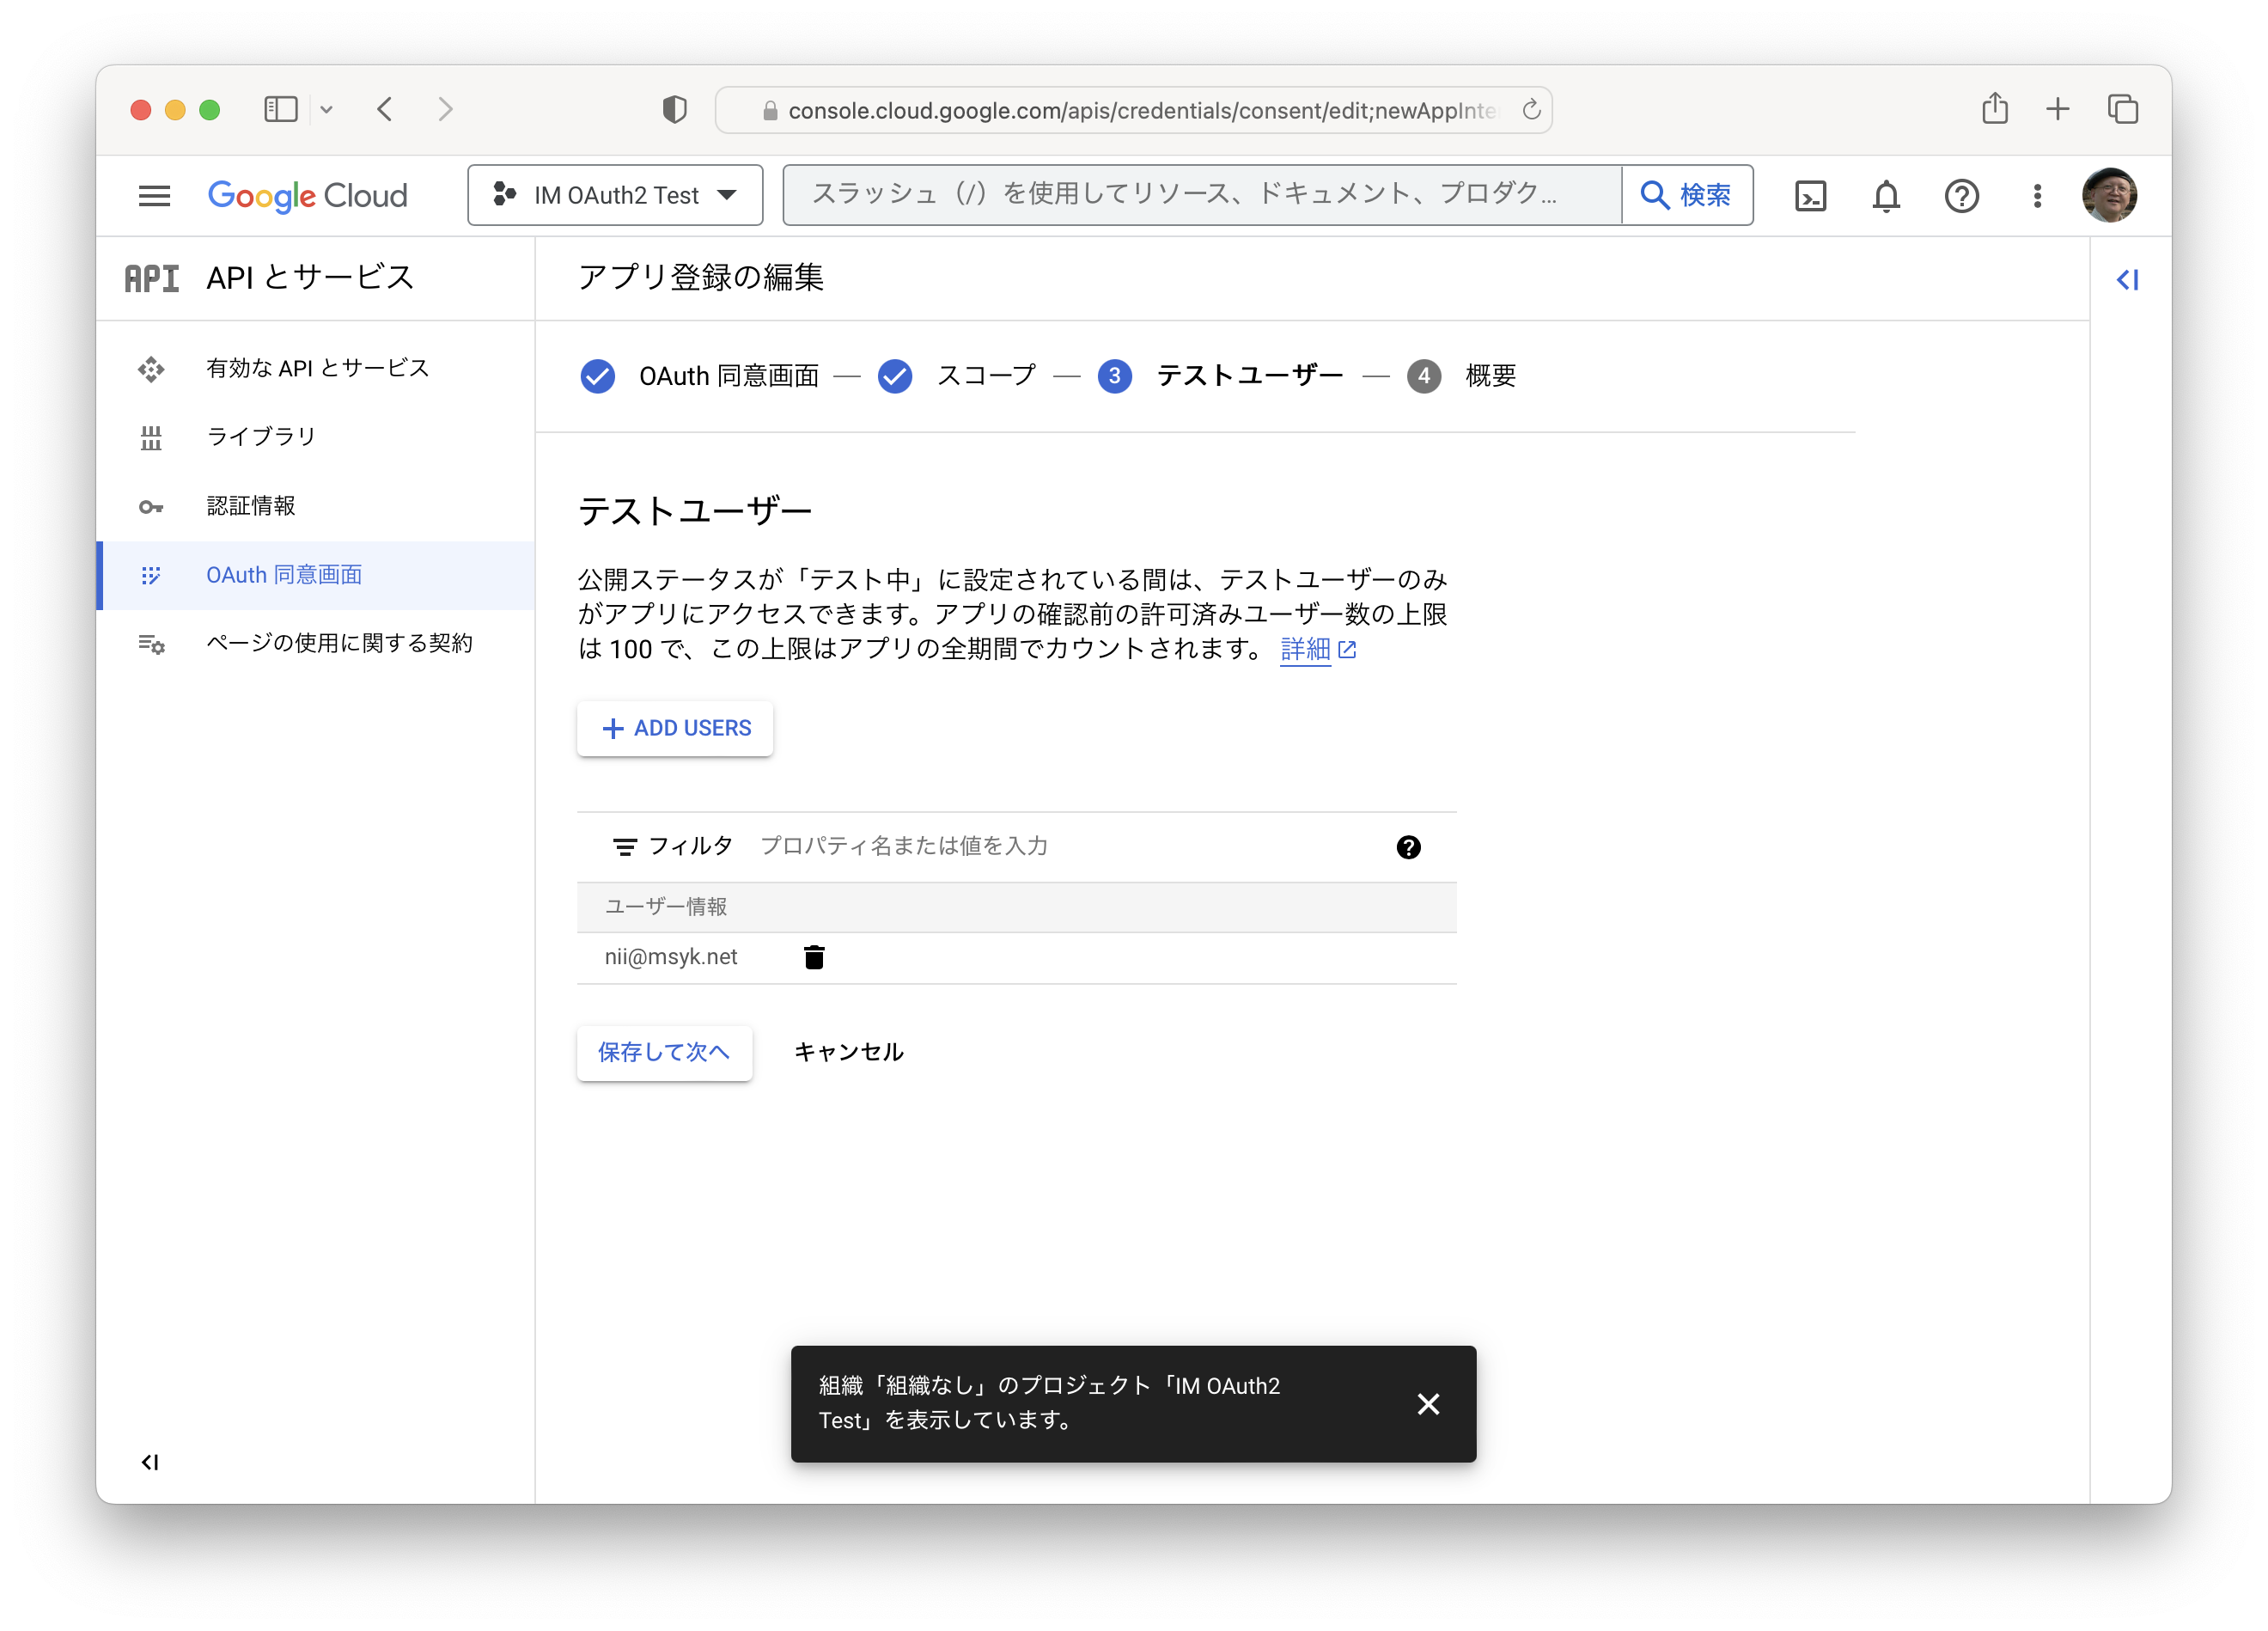 console.cloud.google.com/apis/credentials/consent/edit;newAppInte
Google Cloud
IM OAuth2 Test
スラッシュ（/）を使用してリソース、ドキュメント、プロダク...
検索
API API とサービス
アプリ登録の編集
有効な API とサービス
ライブラリ
認証情報
OAuth 同意画面
ページの使用に関する契約
OAuth 同意画面 — スコープ — 3 テストユーザー — 4 概要
テストユーザー
公開ステータスが「テスト中」に設定されている間は、テストユーザーのみ
がアプリにアクセスできます。アプリの確認前の許可済みユーザー数の上限
は 100 で、この上限はアプリの全期間でカウントされます。 詳細
+ ADD USERS
フィルタ プロパティ名または値を入力
ユーザー情報
nii@msyk.net
保存して次へ キャンセル
組織「組織なし」のプロジェクト「IM OAuth2
Test」を表示しています。